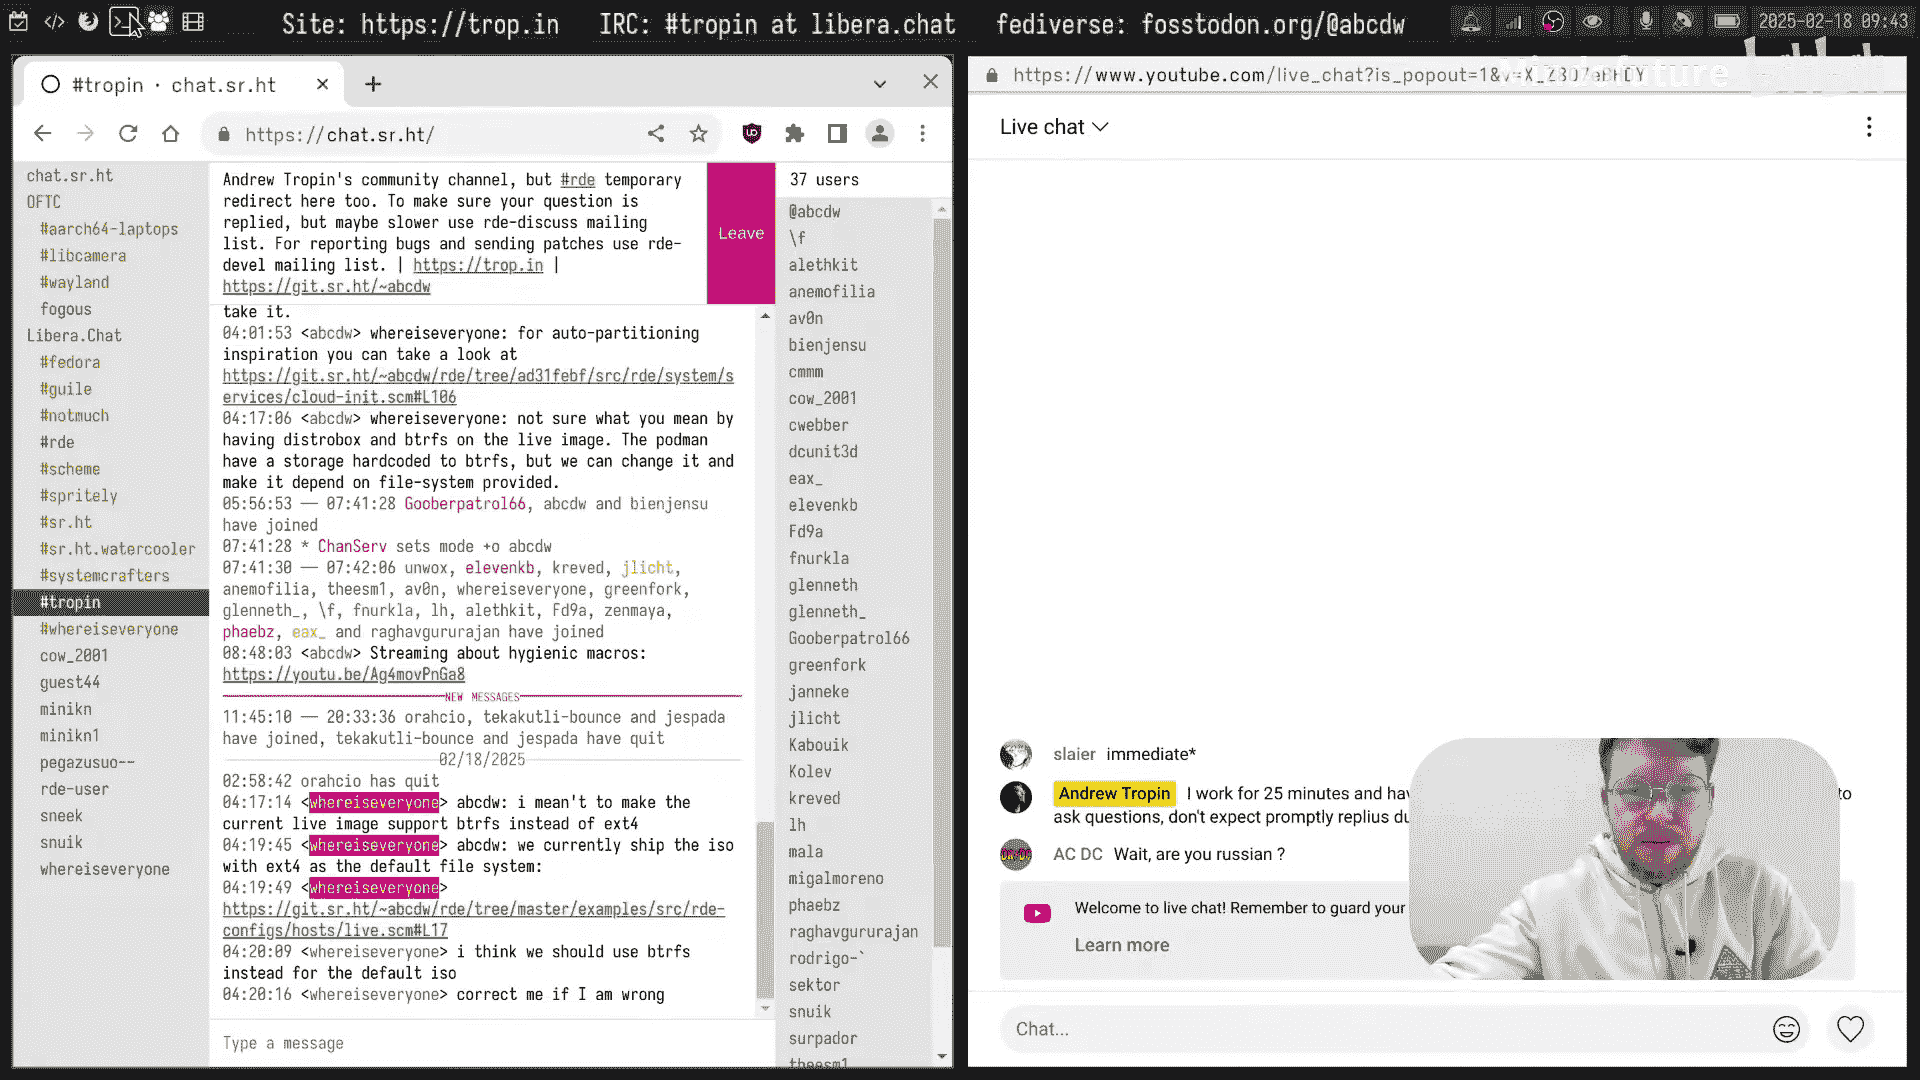 Site: https://trop.in IRC: #tropin at libera.chat fediverse: fosstodon.org/@abcdw
2025-02-18 09:43
#tropin · chat.sr.ht
https://chat.sr.ht/
chat.sr.ht
OFTC
#aarch64-laptops
#libcamera
#wayland
fogous
Libera.Chat
#fedora
#guile
#notmuch
#rde
#scheme
#spritely
#sr.ht
#sr.ht.watercooler
#systemcrafters
#tropin
#whereiseveryone
cow_2001
guest44
minikn
minikn1
pegazusuo--
rde-user
sneek
snuik
whereiseveryone
Andrew Tropin's community channel, but #rde temporary
redirect here too. To make sure your question is
replied, but maybe slower use rde-discuss mailing
list. For reporting bugs and sending patches use rde-
devel mailing list. | https://trop.in |
https://git.sr.ht/~abcdw
Leave
take it.
04:01:53 <abcdw> whereiseveryone: for auto-partitioning
inspiration you can take a look at
https://git.sr.ht/~abcdw/rde/tree/ad31febf/src/rde/system/s
ervices/cloud-init.scm#L106
04:17:06 <abcdw> whereiseveryone: not sure what you mean by
having distrobox and btrfs on the live image. The podman
have a storage hardcoded to btrfs, but we can change it and
make it depend on file-system provided.
05:56:53 — 07:41:28 Gooberpatrol66, abcdw and bienjensu
have joined
07:41:28 * ChanServ sets mode +o abcdw
07:41:30 — 07:42:06 unwox, elevenkb, kreved, jlicht,
anemofilia, theesm1, av0n, whereiseveryone, greenfork,
glenneth_, \f, fnurkla, lh, alethkit, Fd9a, zenmaya,
phaebz, eax_ and raghavgururajan have joined
08:48:03 <abcdw> Streaming about hygienic macros:
https://youtu.be/Ag4movPnGa8
NEW MESSAGES
11:45:10 — 20:33:36 orahcio, tekakutli-bounce and jespada
have joined, tekakutli-bounce and jespada have quit
02/18/2025
02:58:42 orahcio has quit
04:17:14 <whereiseveryone> abcdw: i mean't to make the
current live image support btrfs instead of ext4
04:19:45 <whereiseveryone> abcdw: we currently ship the iso
with ext4 as the default file system:
04:19:49 <whereiseveryone>
https://git.sr.ht/~abcdw/rde/tree/master/examples/src/rde-
configs/hosts/live.scm#L17
04:20:09 <whereiseveryone> i think we should use btrfs
instead for the default iso
04:20:16 <whereiseveryone> correct me if I am wrong
Type a message
37 users
@abcdw
\f
alethkit
anemofilia
av0n
bienjensu
cmmm
cow_2001
cwebber
dcunit3d
eax_
elevenkb
Fd9a
fnurkla
glenneth
glenneth_
Gooberpatrol66
greenfork
janneke
jlicht
Kabouik
Kolev
kreved
lh
mala
migalmoreno
phaebz
raghavgururajan
rodrigo-`
sektor
snuik
surpador
theesm1
https://www.youtube.com/live_chat?is_popout=1&
Mindofuture
Live chat
slaier immediate*
Andrew Tropin I work for 25 minutes and to
ask questions, don't expect promptly replius
AC DC Wait, are you russian ?
Welcome to live chat! Remember to guard your
Learn more
Chat...